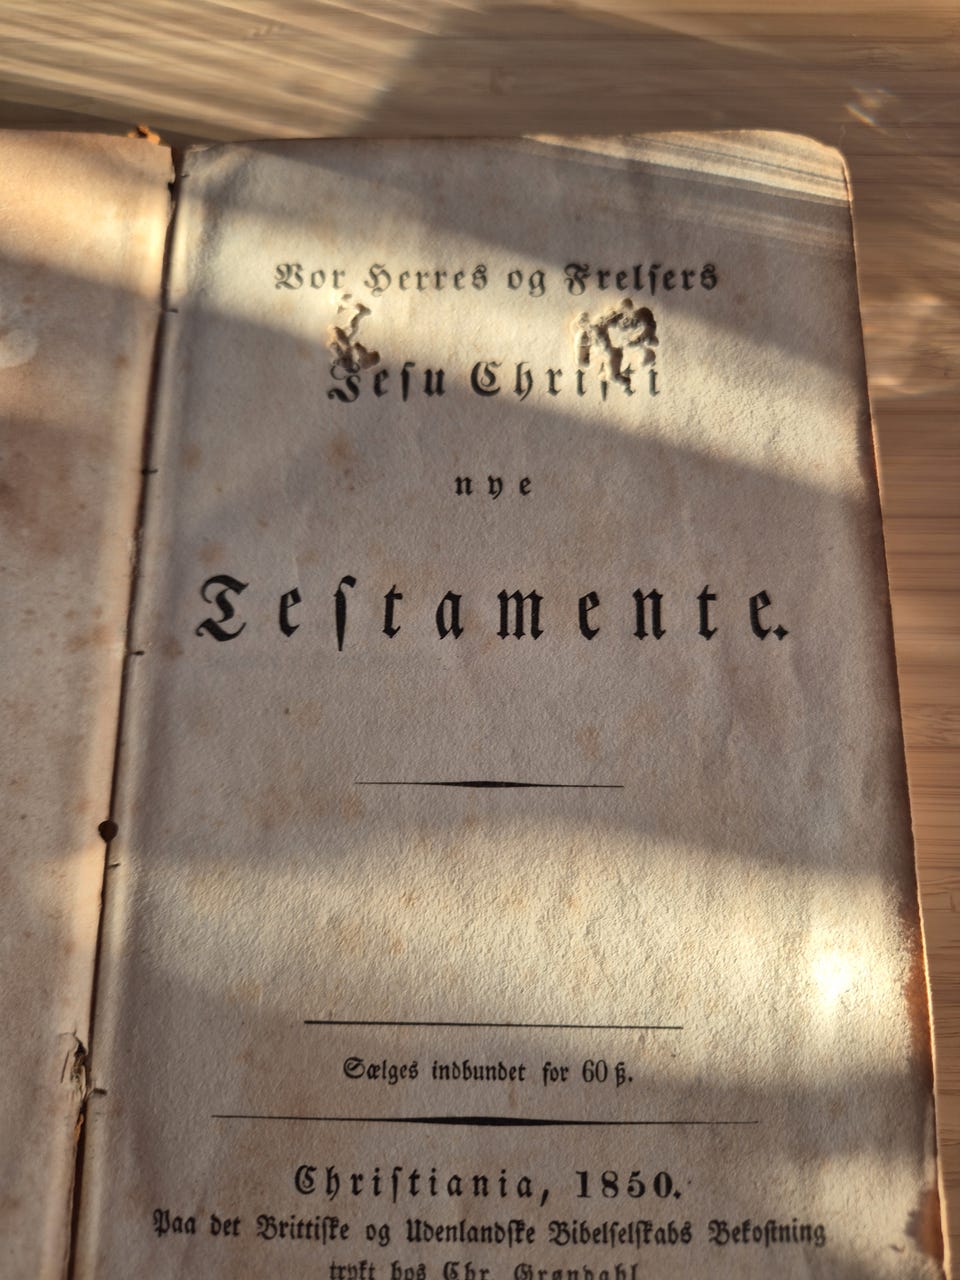 Vor Herres og Frelsers
Jesu Christi
nye
Testamente.
Sælges indbundet for 60 ß.
Christiania, 1850.
Paa det Brittiske og Udenlandske Bibelselskabs Bekostning
trykt hos Chr. Grøndahl